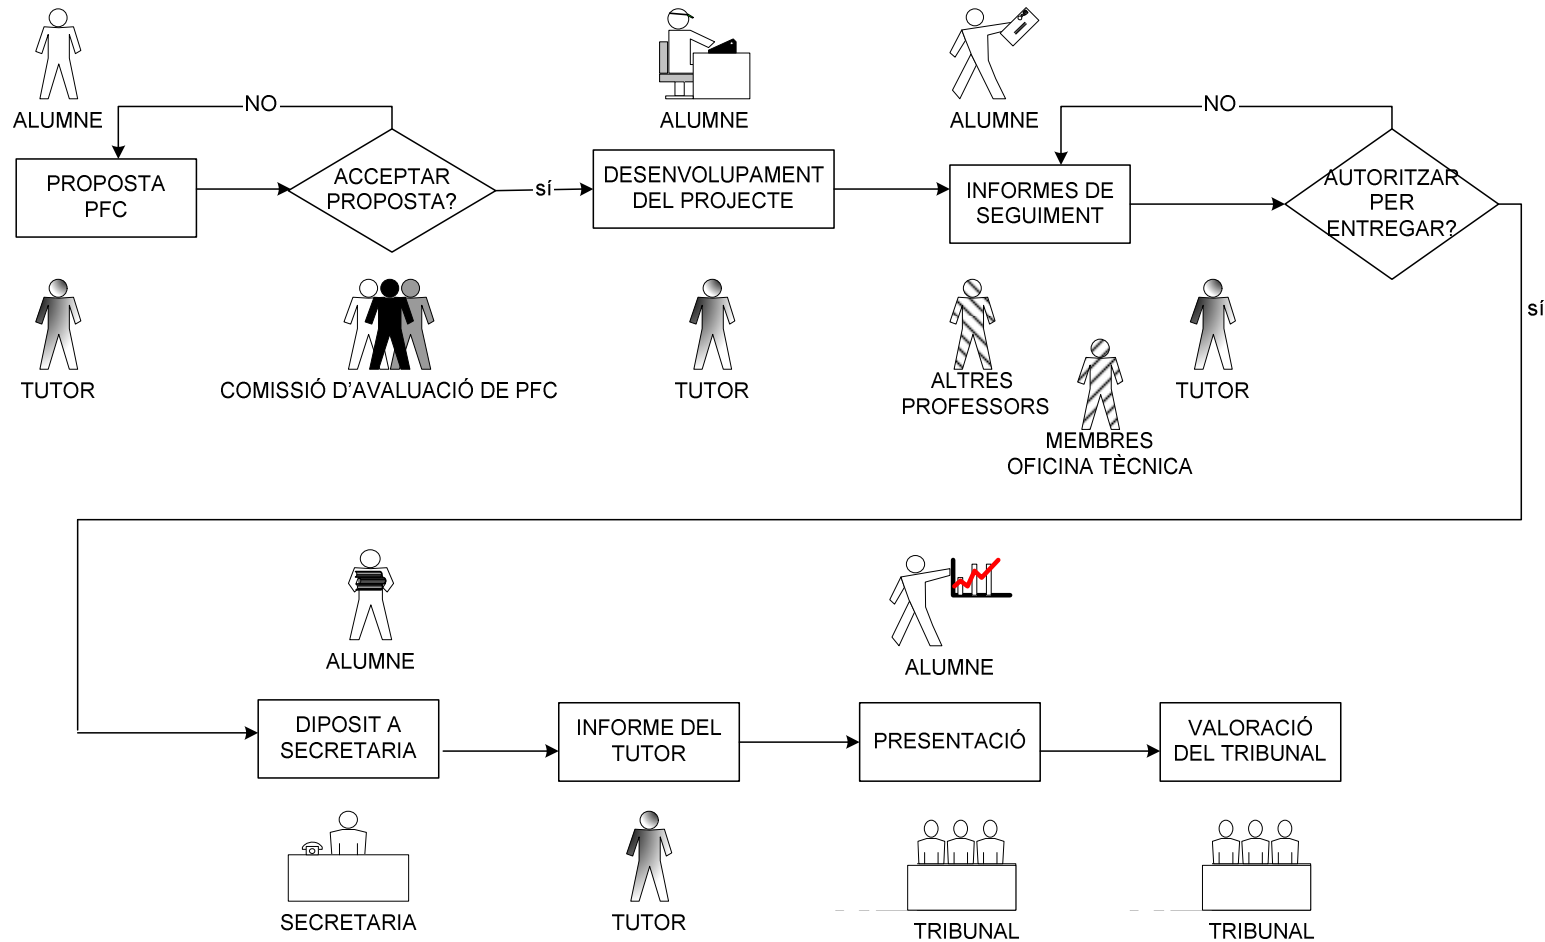 ALUMNE
NO
PROPOSTA
PFC
ACCEPTAR
PROPOSTA?
SÍ
ALUMNE
DESENVOLUPAMENT
DEL PROJECTE
ALUMNE
NO
INFORMES DE
SEGUIMENT
AUTORITZAR
PER
ENTREGAR?
SÍ
TUTOR
COMISSIÓ D'AVALUACIÓ DE PFC
TUTOR
ALTRES
PROFESSORS
MEMBRES
OFICINA TÈCNICA
TUTOR
ALUMNE
DIPOSIT A
SECRETARIA
INFORME DEL
TUTOR
ALUMNE
PRESENTACIÓ
VALORACIÓ
DEL TRIBUNAL
SECRETARIA
TUTOR
TRIBUNAL
TRIBUNAL